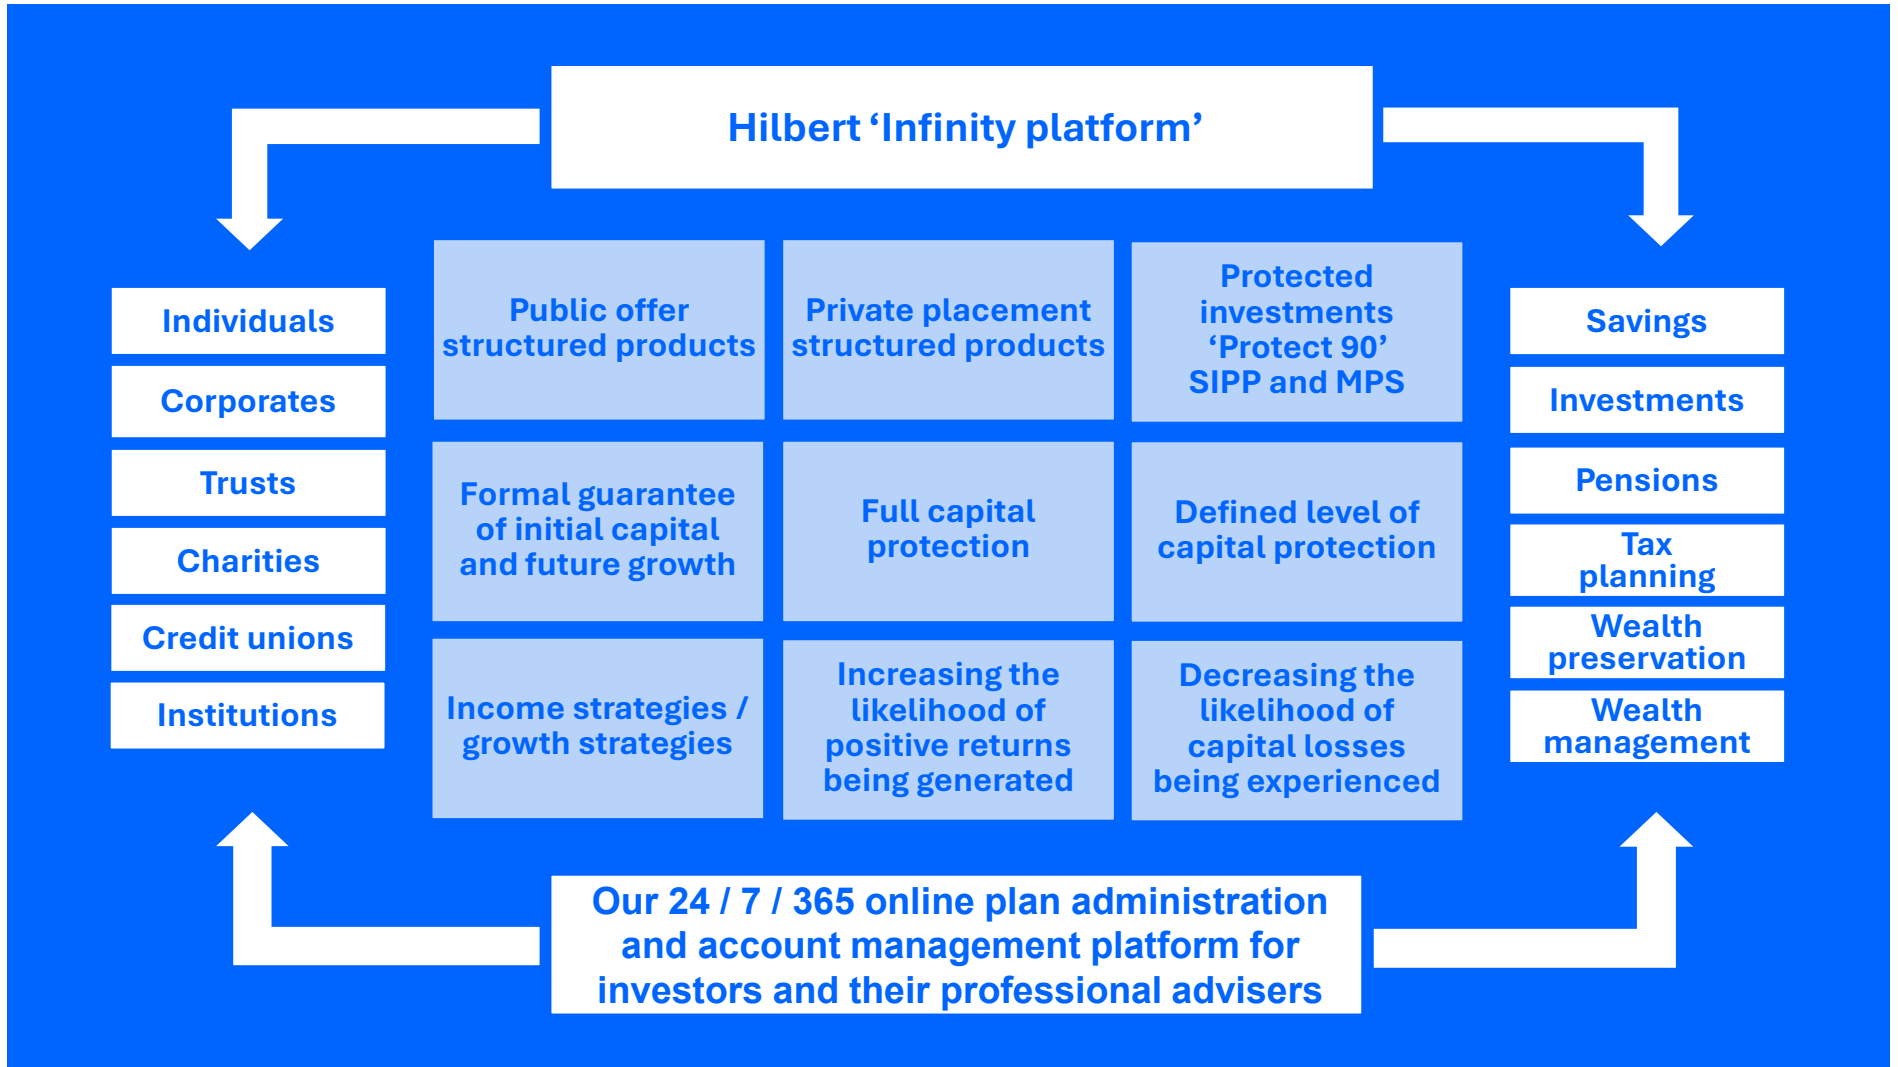 Hilbert ‘Infinity platform’
Individuals
Corporates
Trusts
Charities
Credit unions
Institutions
Public offer
structured products
Private placement
structured products
Protected
investments
‘Protect 90’
SIPP and MPS
Formal guarantee
of initial capital
and future growth
Full capital
protection
Defined level of
capital protection
Income strategies /
growth strategies
Increasing the
likelihood of
positive returns
being generated
Decreasing the
likelihood of
capital losses
being experienced
Savings
Investments
Pensions
Tax
planning
Wealth
preservation
Wealth
management
Our 24 / 7 / 365 online plan administration
and account management platform for
investors and their professional advisers